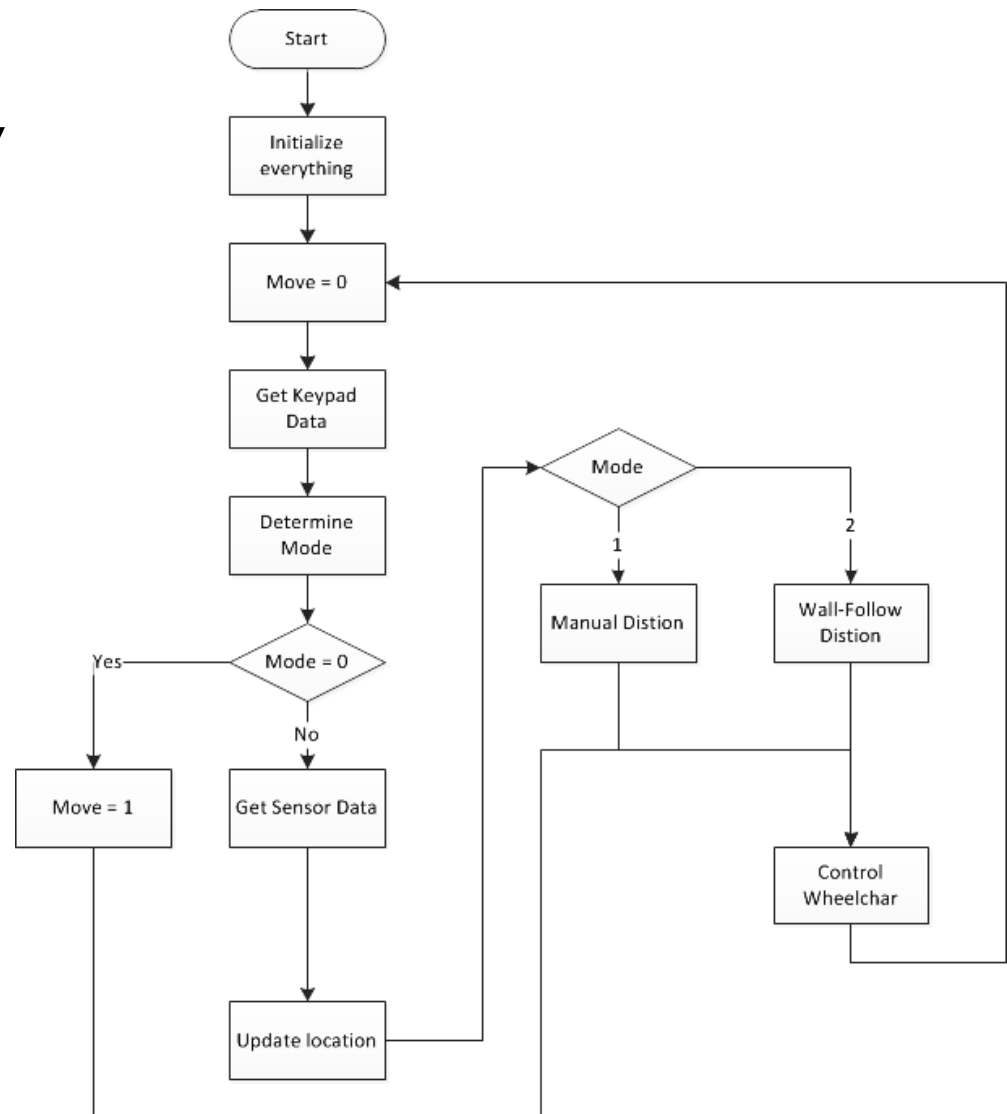 Start
Initialize
everything
Move = 0
Get Keypad
Data
Determine
Mode
Mode = 0
Yes
No
Move = 1
Get Sensor Data
Update location
Mode
1
2
Manual Distion
Wall-Follow
Distion
Control
Wheelchar